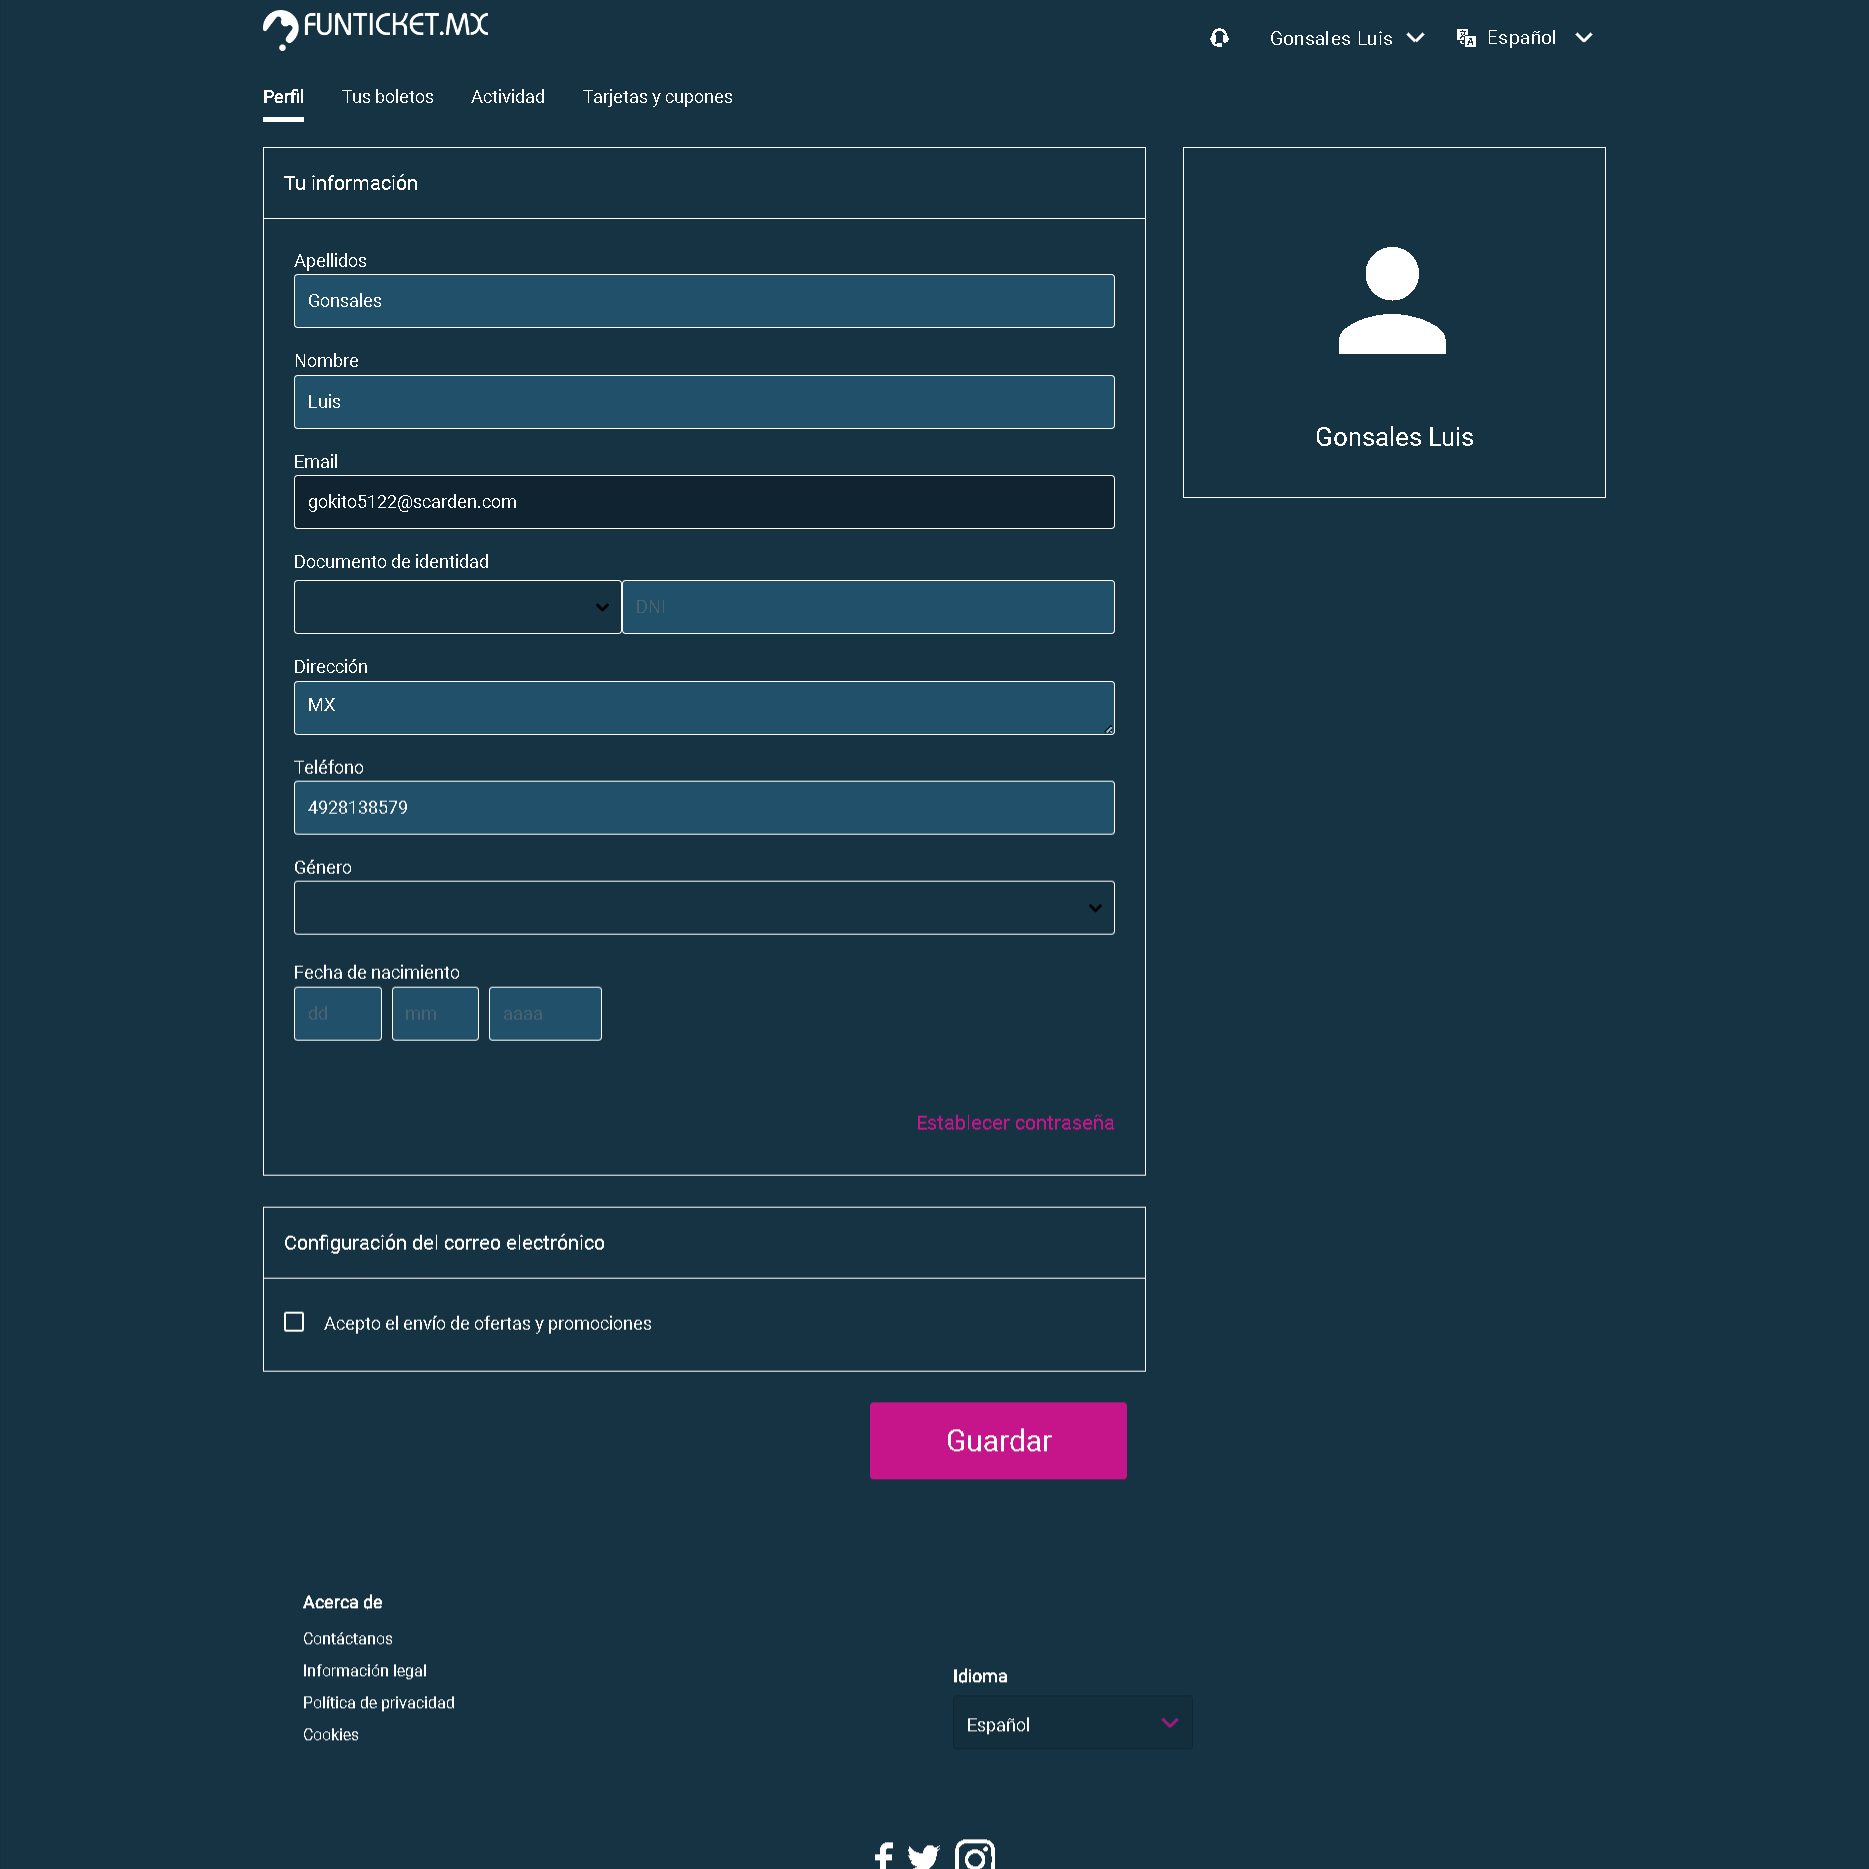 FUNTICKET.MX
Gonsales Luis
Español
Perfil
Tus boletos
Actividad
Tarjetas y cupones
Tu información
Apellidos
Gonsales
Nombre
Luis
Email
gokito5122@scarden.com
Documento de identidad
DNI
Dirección
MX
Teléfono
4928138579
Género
Fecha de nacimiento
dd
mm
aaaa
Establecer contraseña
Gonsales Luis
Configuración del correo electrónico
Acepto el envío de ofertas y promociones
Guardar
Acerca de
Contáctanos
Información legal
Política de privacidad
Cookies
Idioma
Español